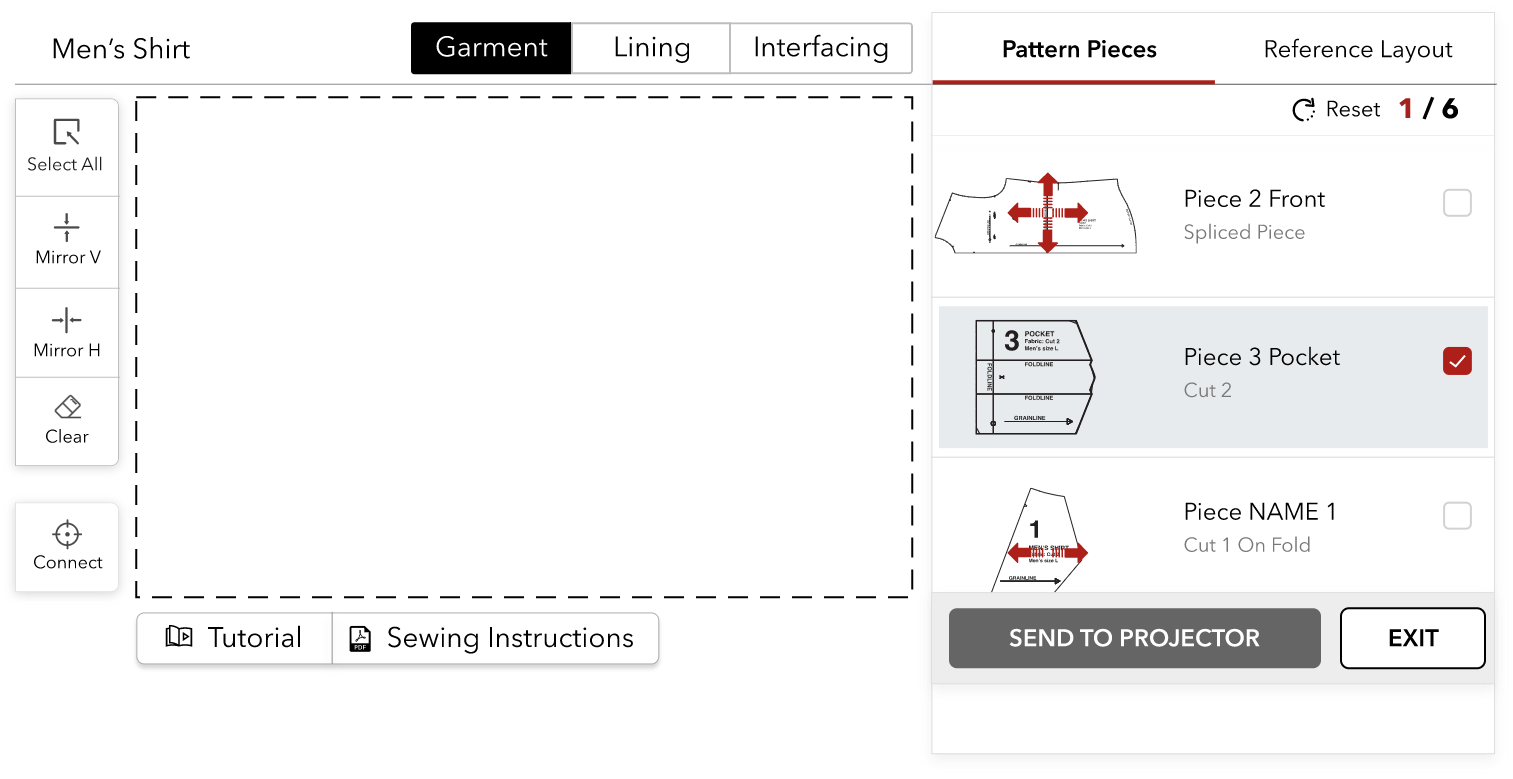 Men's Shirt
Garment
Lining
Interfacing
Pattern Pieces
Reference Layout
Reset 1 / 6
Select All
Mirror V
Mirror H
Clear
Connect
Piece 2 Front
Spliced Piece
3 POCKET
Fabric: Cut 2
Men's size L
FOLDLINE
FOLDLINE
FOLDLINE
GRAINLINE
Piece 3 Pocket
Cut 2
1
MEN'S SHIRT
Men's size L
GRAINLINE
Piece NAME 1
Cut 1 On Fold
Tutorial
PDF
Sewing Instructions
SEND TO PROJECTOR
EXIT